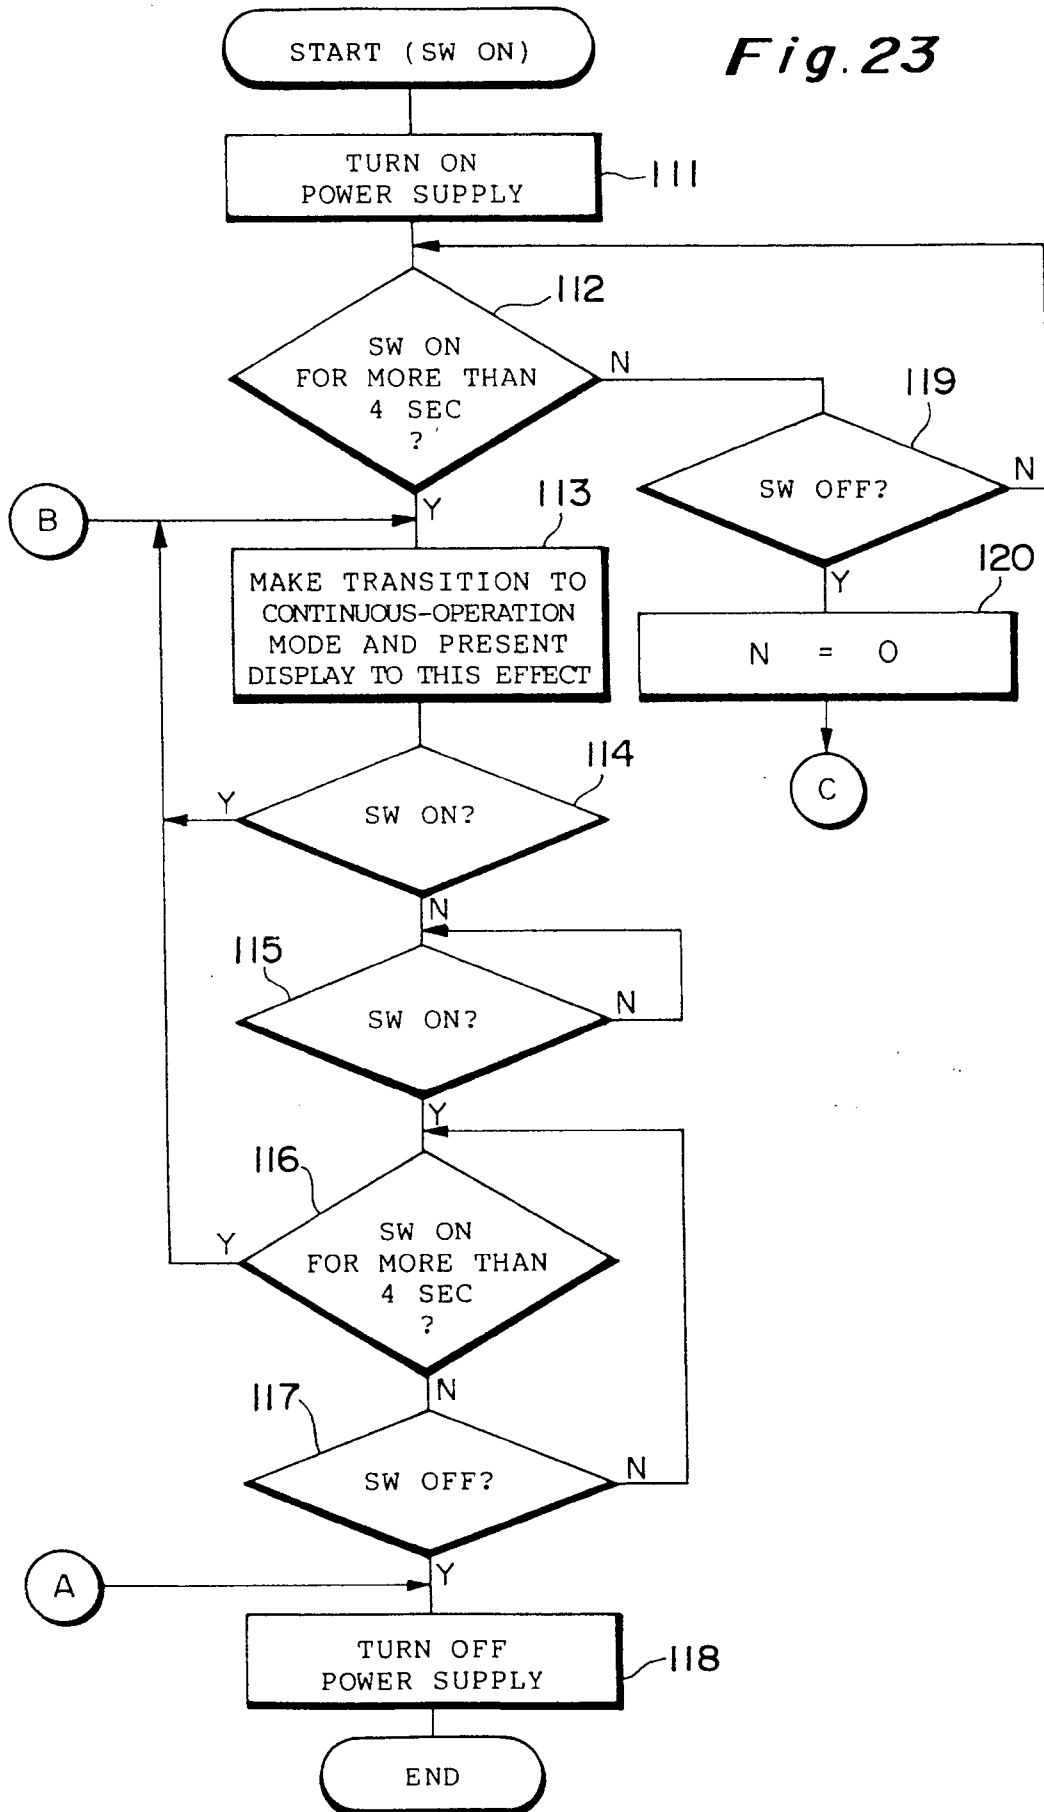 Fig. 23
START (SW ON)
TURN ON
POWER SUPPLY
111
112
SW ON
FOR MORE THAN
4 SEC
?
N
Y
119
SW OFF?
N
Y
120
N = 0
C
B
113
MAKE TRANSITION TO
CONTINUOUS-OPERATION
MODE AND PRESENT
DISPLAY TO THIS EFFECT
114
SW ON?
Y
N
115
SW ON?
N
Y
116
SW ON
FOR MORE THAN
4 SEC
?
Y
N
117
SW OFF?
N
Y
A
TURN OFF
POWER SUPPLY
118
END